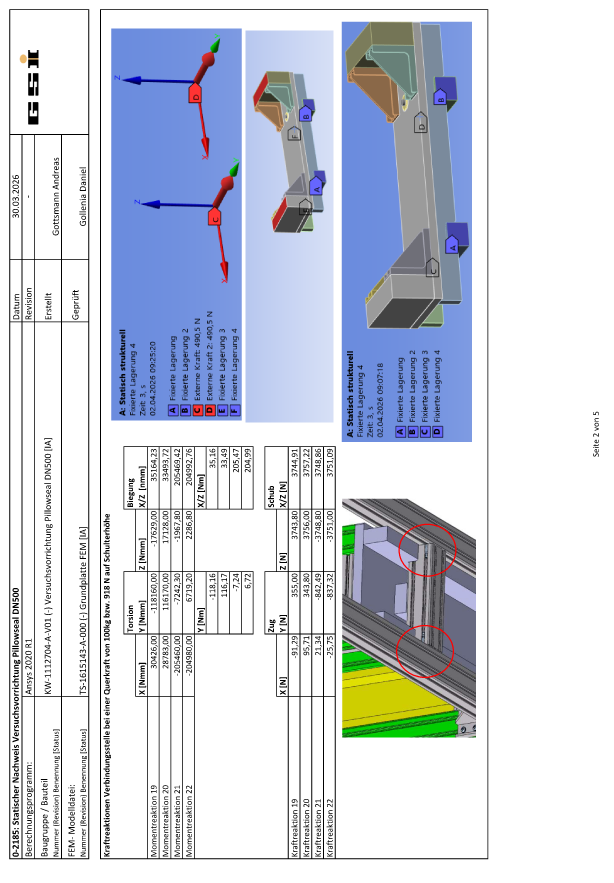 0-2185: Statischer Nachweis Versuchsvorrichtung Pillowseal DN500
Berechnungsprogramm: Ansys 2020 R1
Baugruppe / Bauteil KW-1112704-A-V01 (-) Versuchsvorrichtung Pillowseal DN500 [IA]
Nummer (Revision) Benennung [Status]
FEM- Modelldatei: TS-1615143-A-000 (-) Grundplatte FEM [IA]
Nummer (Revision) Benennung [Status]
Datum 30.03.2026
Revision -
Erstellt Gottsmann Andreas
Geprüft Gollenia Daniel
GSI
Kraftreaktionen Verbindungsstelle bei einer Querkraft von 100kg bzw. 918 N auf Schulterhöhe
Torsion Biegung
X [Nmm] Y [Nmm] Z [Nmm] X/Z [nmm]
Momentreaktion 19 30426,00 -118160,00 -17629,00 35164,23
Momentreaktion 20 28783,00 116170,00 17128,00 33493,72
Momentreaktion 21 -205460,00 -7242,30 -1967,80 205469,42
Momentreaktion 22 -204980,00 6719,20 2286,80 204992,76
Y [Nm] X/Z [Nm]
-118,16 35,16
116,17 33,49
-7,24 205,47
6,72 204,99
Zug Schub
X [N] Y [N] Z [N] X/Z [N]
Kraftreaktion 19 -91,29 355,00 3743,80 3744,91
Kraftreaktion 20 95,71 343,80 3756,00 3757,22
Kraftreaktion 21 21,34 -842,49 -3748,80 3748,86
Kraftreaktion 22 -25,75 -837,32 -3751,00 3751,09
A: Statisch strukturell
Fixierte Lagerung 4
Zeit: 3, s
02.04.2026 09:25:20
A Fixierte Lagerung
B Fixierte Lagerung 2
C Externe Kraft: 490,5 N
D Externe Kraft 2: 490,5 N
E Fixierte Lagerung 3
F Fixierte Lagerung 4
Z
X
C
Z
X
D
A
B
E
F
A: Statisch strukturell
Fixierte Lagerung 4
Zeit: 3, s
02.04.2026 09:07:18
A Fixierte Lagerung
B Fixierte Lagerung 2
C Fixierte Lagerung 3
D Fixierte Lagerung 4
A
B
C
D
Seite 2 von 5